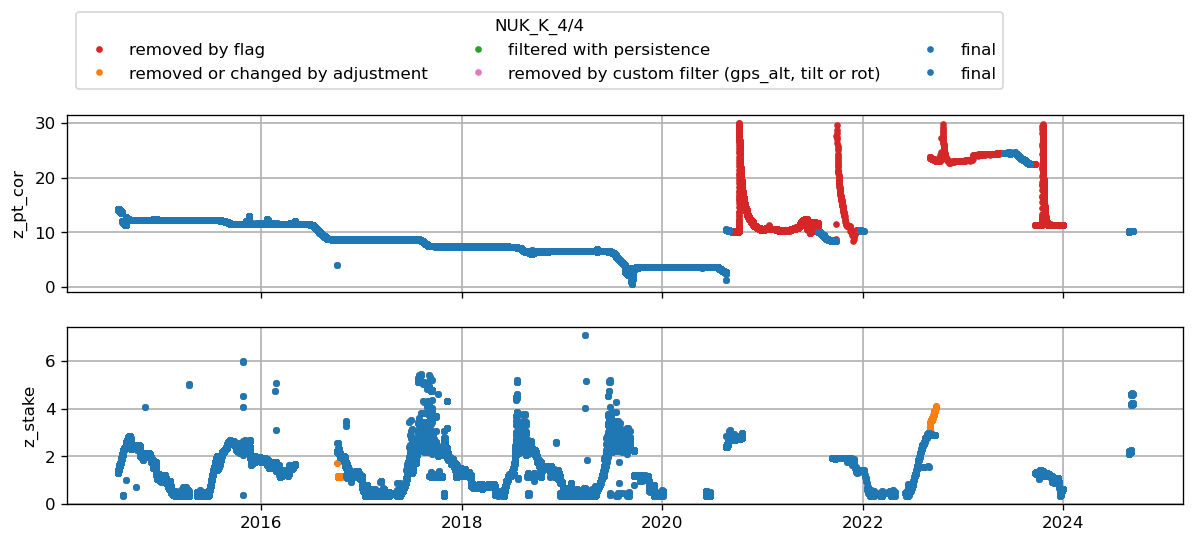 NUK_K_4/4
removed by flag
filtered with persistence
final
removed or changed by adjustment
removed by custom filter (gps_alt, tilt or rot)
final
30
20
10
0
z_pt_cor
6
4
2
0
z_stake
2016
2018
2020
2022
2024